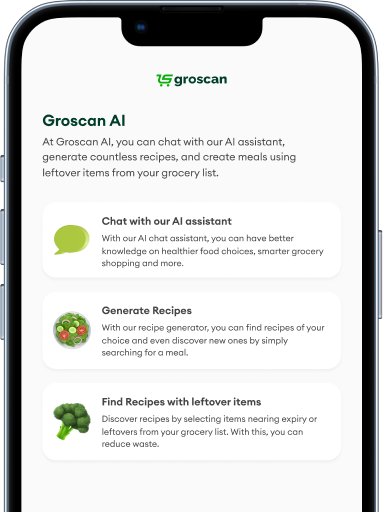 groscan
Groscan AI
At Groscan AI, you can chat with our AI assistant,
generate countless recipes, and create meals using
leftover items from your grocery list.
Chat with our AI assistant
With our AI chat assistant, you can have better
knowledge on healthier food choices, smarter grocery
shopping and more.
Generate Recipes
With our recipe generator, you can find recipes of your
choice and even discover new ones by simply
searching for a meal.
Find Recipes with leftover items
Discover recipes by selecting items nearing expiry or
leftovers from your grocery list. With this, you can
reduce waste.